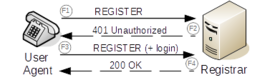 F1 REGISTER
401 Unauthorized F2
F3 REGISTER (+ login)
200 OK F4
User
Agent
Registrar